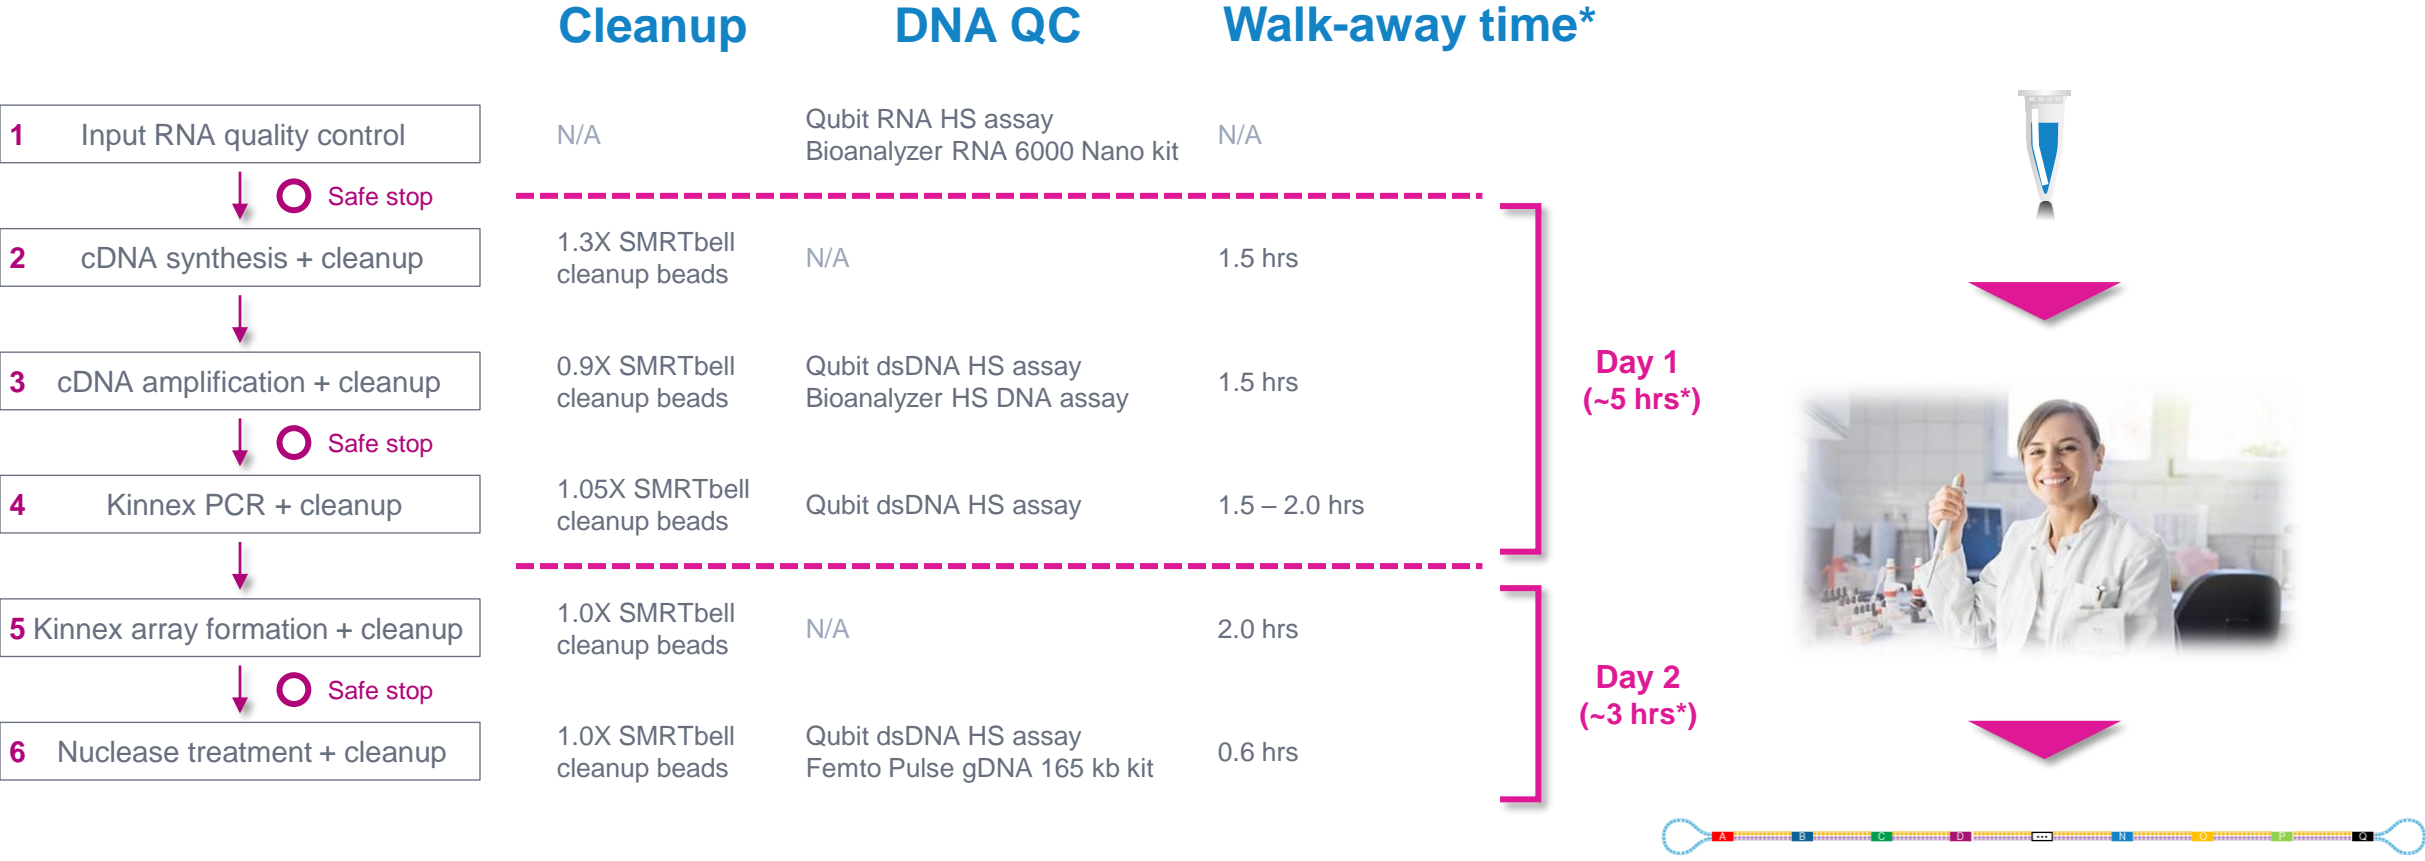 Cleanup DNA QC Walk-away time*
1 Input RNA quality control
N/A
Qubit RNA HS assay
Bioanalyzer RNA 6000 Nano kit
N/A
Safe stop
2 cDNA synthesis + cleanup
1.3X SMRTbell
cleanup beads
N/A
1.5 hrs
3 cDNA amplification + cleanup
0.9X SMRTbell
cleanup beads
Qubit dsDNA HS assay
Bioanalyzer HS DNA assay
1.5 hrs
Safe stop
4 Kinnex PCR + cleanup
1.05X SMRTbell
cleanup beads
Qubit dsDNA HS assay
1.5 – 2.0 hrs
Day 1
(~5 hrs*)
5 Kinnex array formation + cleanup
1.0X SMRTbell
cleanup beads
N/A
2.0 hrs
Safe stop
6 Nuclease treatment + cleanup
1.0X SMRTbell
cleanup beads
Qubit dsDNA HS assay
Femto Pulse gDNA 165 kb kit
0.6 hrs
Day 2
(~3 hrs*)
A B C D ... N O P Q